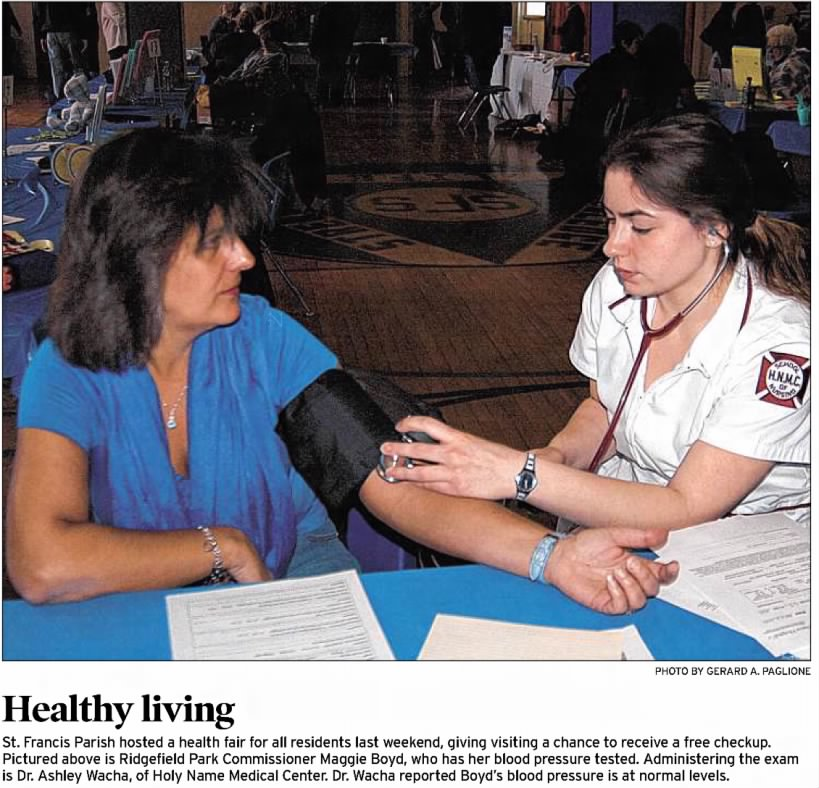 SFS
SCHOOL
H.N.M.C.
OF
NURSING
PHOTO BY GERARD A. PAGLIONE
Healthy living
St. Francis Parish hosted a health fair for all residents last weekend, giving visiting a chance to receive a free checkup.
Pictured above is Ridgefield Park Commissioner Maggie Boyd, who has her blood pressure tested. Administering the exam
is Dr. Ashley Wacha, of Holy Name Medical Center. Dr. Wacha reported Boyd's blood pressure is at normal levels.